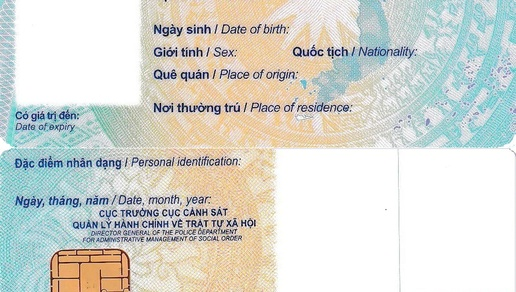 Ngày sinh / Date of birth:
Giới tính / Sex: Quốc tịch / Nationality:
Quê quán / Place of origin:
Nơi thường trú / Place of residence:
Có giá trị đến:
Date of expiry
Đặc điểm nhân dạng / Personal identification:
Ngày, tháng, năm / Date, month, year:
CỤC TRƯỞNG CỤC CẢNH SÁT
QUẢN LÝ HÀNH CHÍNH VỀ TRẬT TỰ XÃ HỘI
DIRECTOR GENERAL OF THE POLICE DEPARTMENT
FOR ADMINISTRATIVE MANAGEMENT OF SOCIAL ORDER